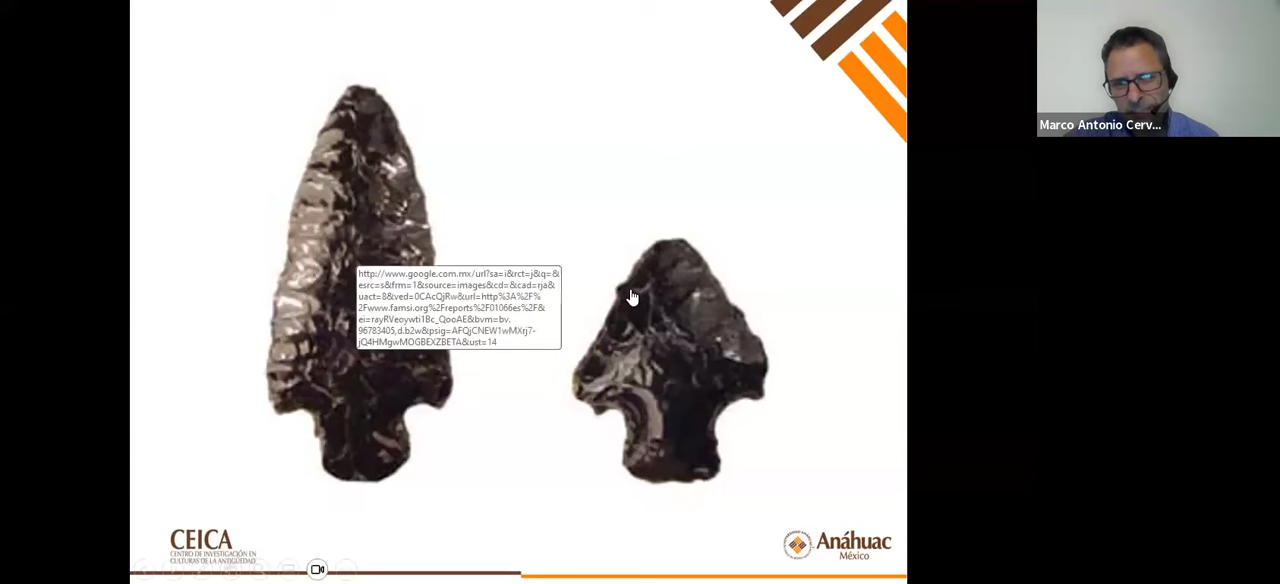 Marco Antonio Cerv...
http://www.google.com.mx/url?sa=i&rct=j&q=&
esrc=s&frm=1&source=images&cd=&cad=rja&
uact=8&ved=0CAcQjRw&url=http%3A%2F%
2Fwww.famsi.org%2Freports%2F01066es%2F&
ei=rayRVeoywti1Bc_QooAE&bvm=bv.
96783405,d.b2w&psig=AFQjCNEW1wMXrj7-
jQ4HMgwMOGBEXZBETA&ust=14
CEICA
CENTRO DE INVESTIGACIÓN EN
CULTURAS DE LA ANTIGÜEDAD
Anáhuac
México